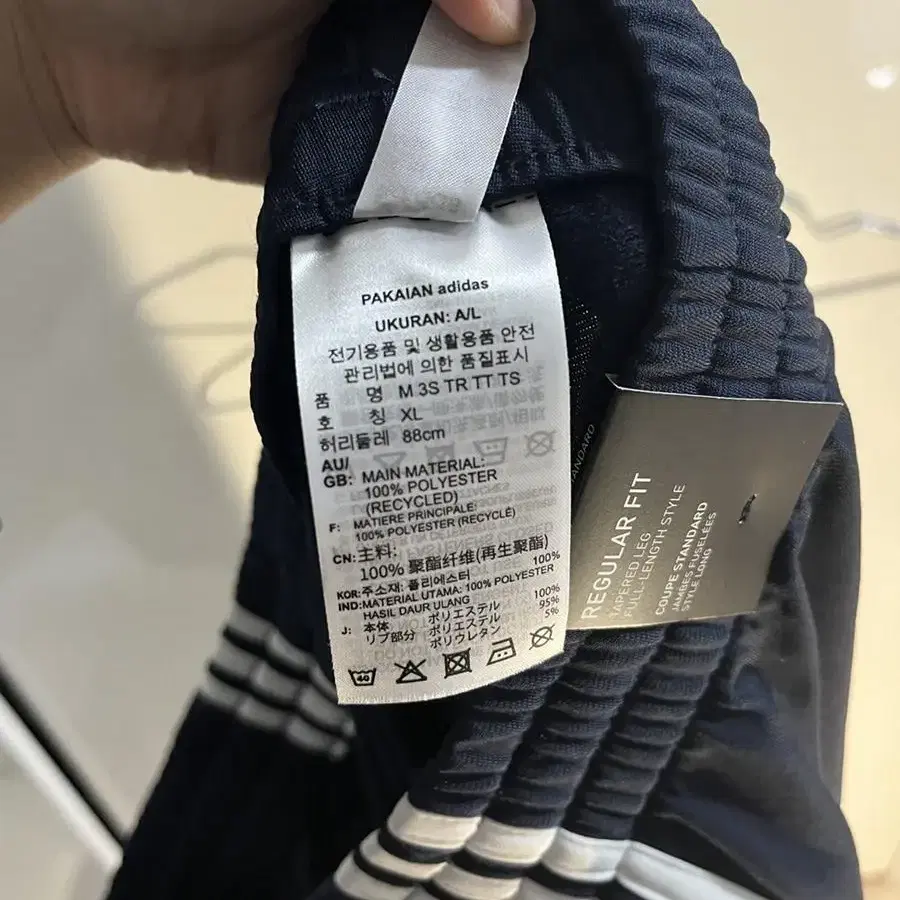 PAKAIAN adidas
UKURAN: A/L
전기용품 및 생활용품 안전
관리법에 의한 품질표시
품 명 M 3S TR TT TS
호 칭 XL
허리둘레 88cm
AU/
GB: MAIN MATERIAL:
100% POLYESTER
(RECYCLED)
F: MATIERE PRINCIPALE:
100% POLYESTER (RECYCLÉ)
CN: 主料:
100% 聚酯纤维(再生聚酯)
KOR: 주소재: 폴리에스터 100%
IND: MATERIAL UTAMA: 100% POLYESTER
HASIL DAUR ULANG
J: 本体 ポリエステル 100%
リブ部分 ポリエステル 95%
ポリウレタン 5%
40
REGULAR FIT
TAPERED LEG
FULL-LENGTH STYLE
COUPE STANDARD
JAMBES FUSELÉES
STYLE LONG